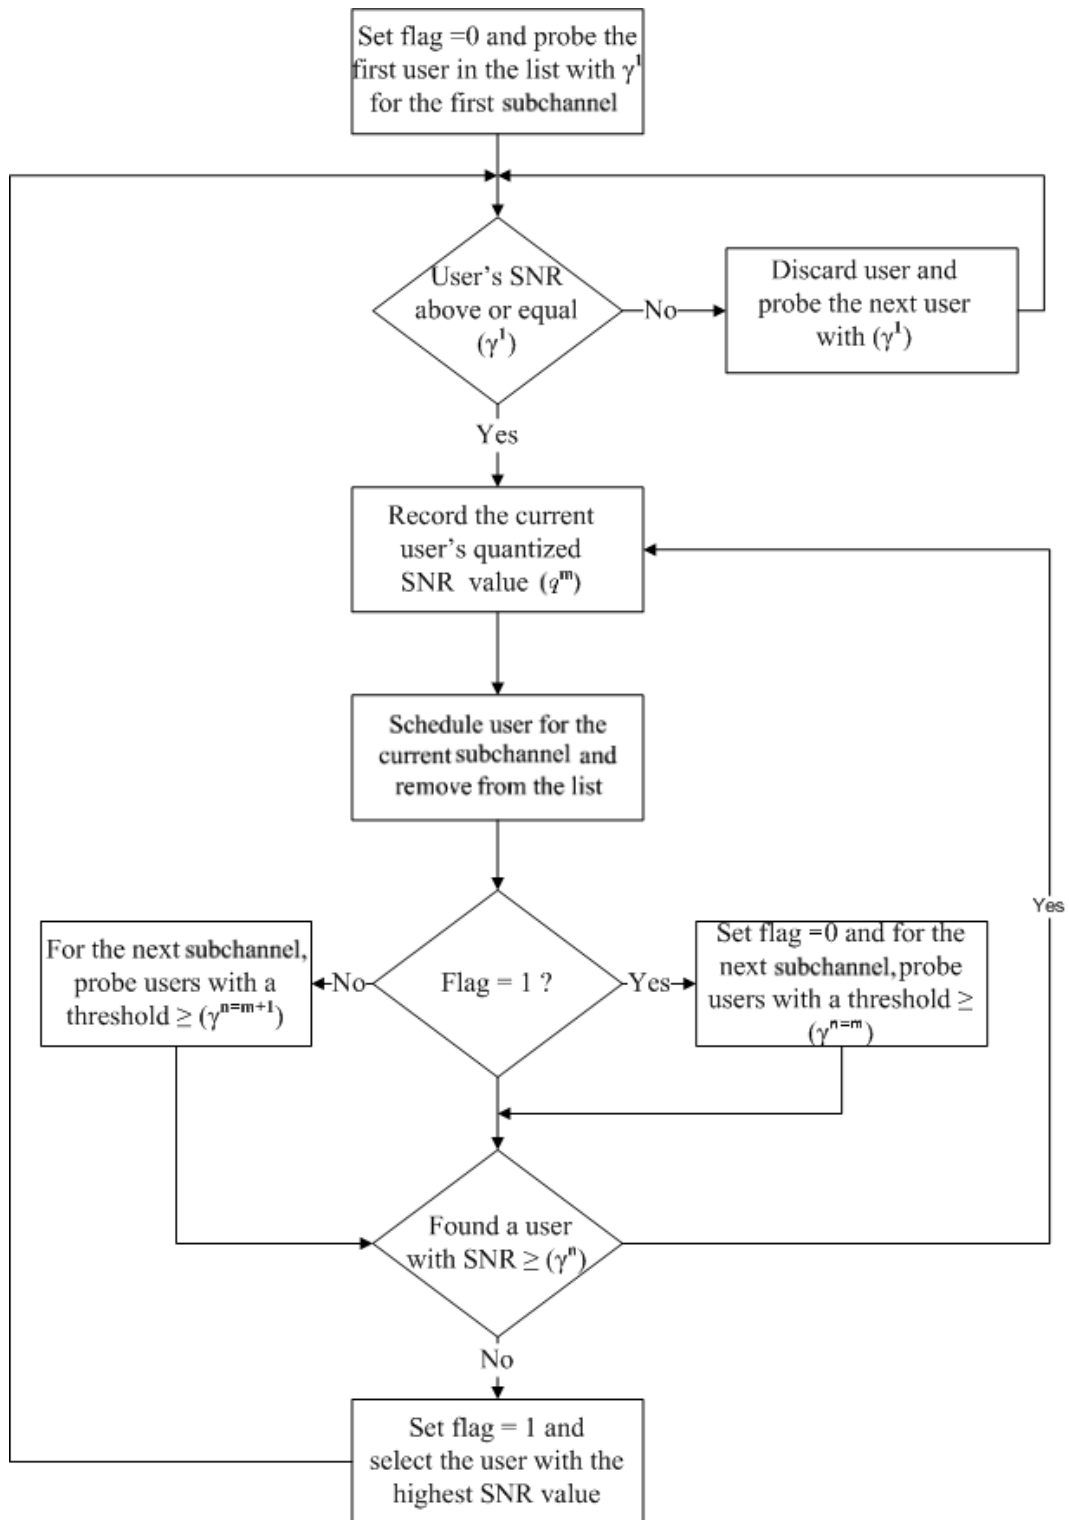 Set flag =0 and probe the
first user in the list with γ¹
for the first subchannel
User's SNR
above or equal
(γ¹)
No
Discard user and
probe the next user
with (γ¹)
Yes
Record the current
user's quantized
SNR value (qᵐ)
Schedule user for the
current subchannel and
remove from the list
For the next subchannel,
probe users with a
threshold ≥ (γⁿ⁼ᵐ⁺¹)
No
Flag = 1 ?
Yes
Set flag =0 and for the
next subchannel, probe
users with a threshold ≥
(γⁿ⁼ᵐ)
Yes
Found a user
with SNR ≥ (γⁿ)
No
Set flag = 1 and
select the user with the
highest SNR value